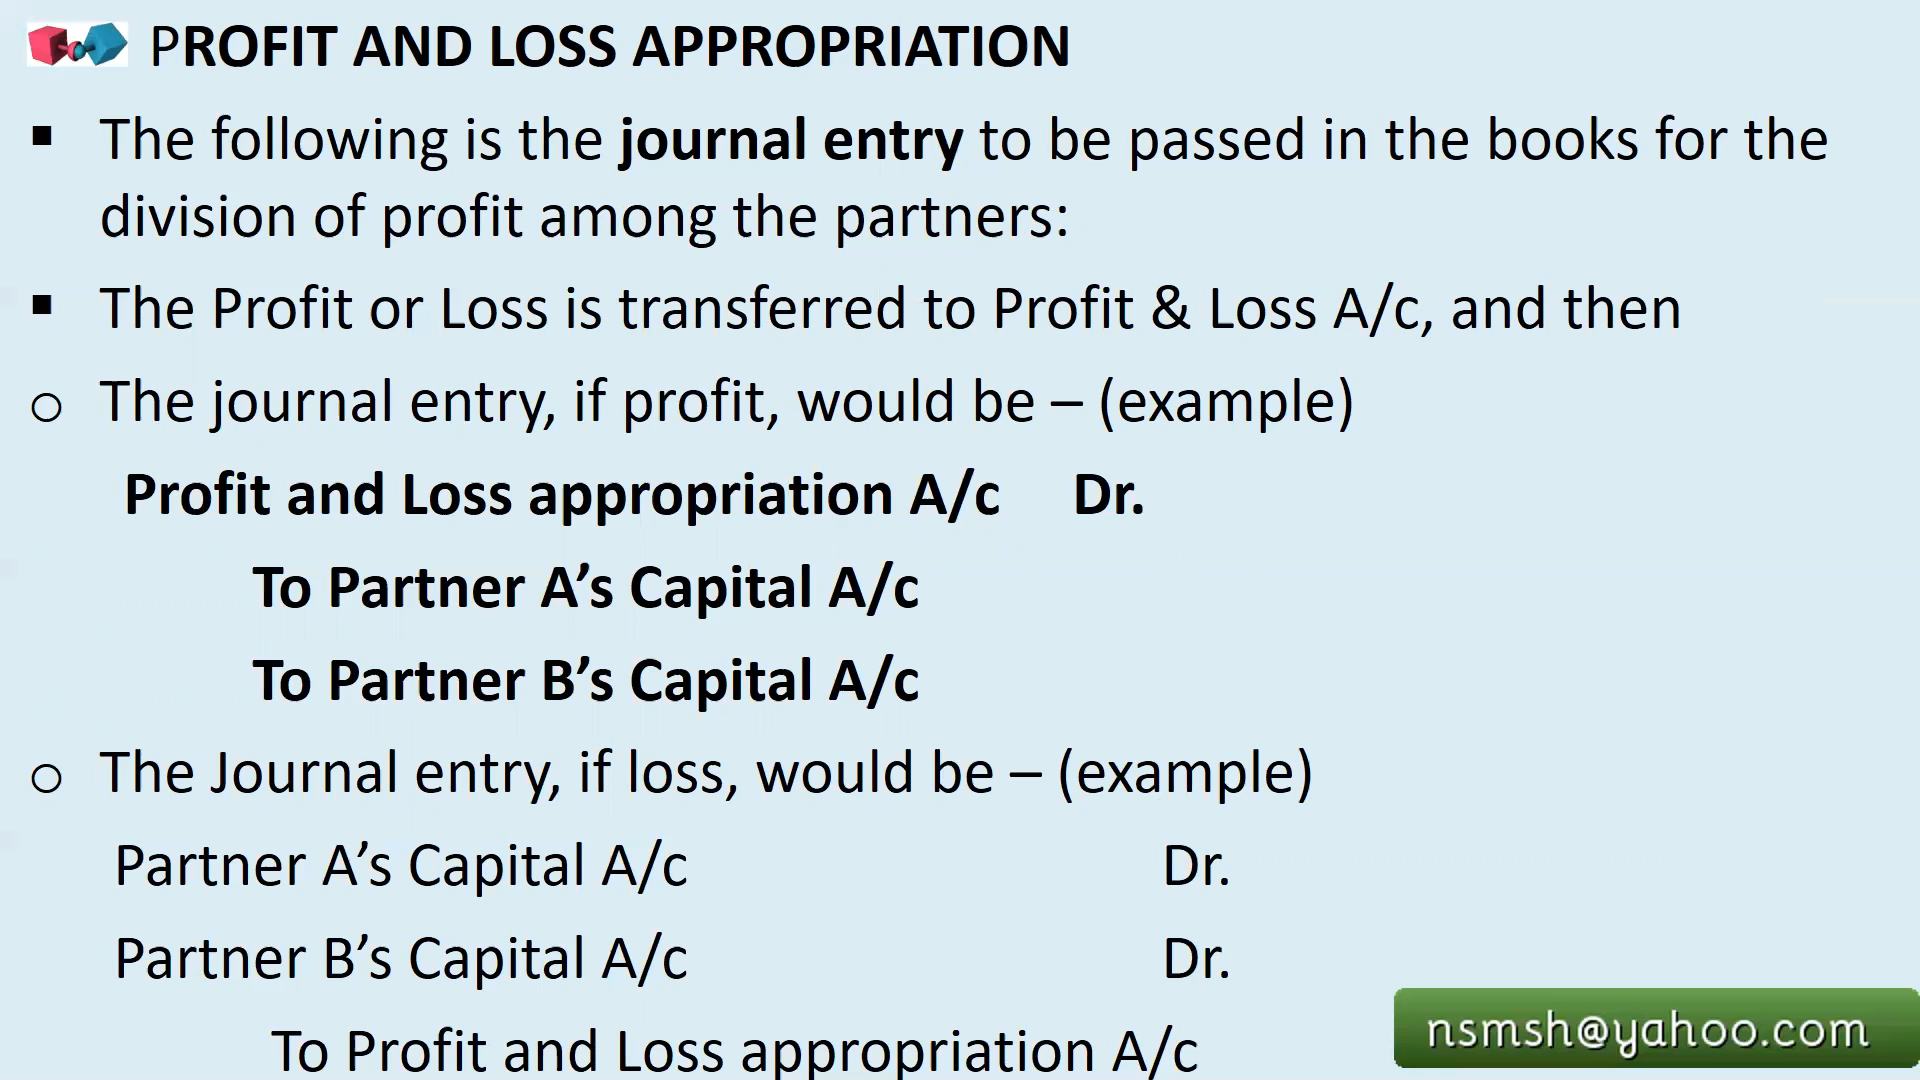 PROFIT AND LOSS APPROPRIATION
▪ The following is the journal entry to be passed in the books for the
division of profit among the partners:
▪ The Profit or Loss is transferred to Profit & Loss A/c, and then
o The journal entry, if profit, would be – (example)
Profit and Loss appropriation A/c Dr.
To Partner A’s Capital A/c
To Partner B’s Capital A/c
o The Journal entry, if loss, would be – (example)
Partner A’s Capital A/c Dr.
Partner B’s Capital A/c Dr.
To Profit and Loss appropriation A/c
nsmsh@yahoo.com